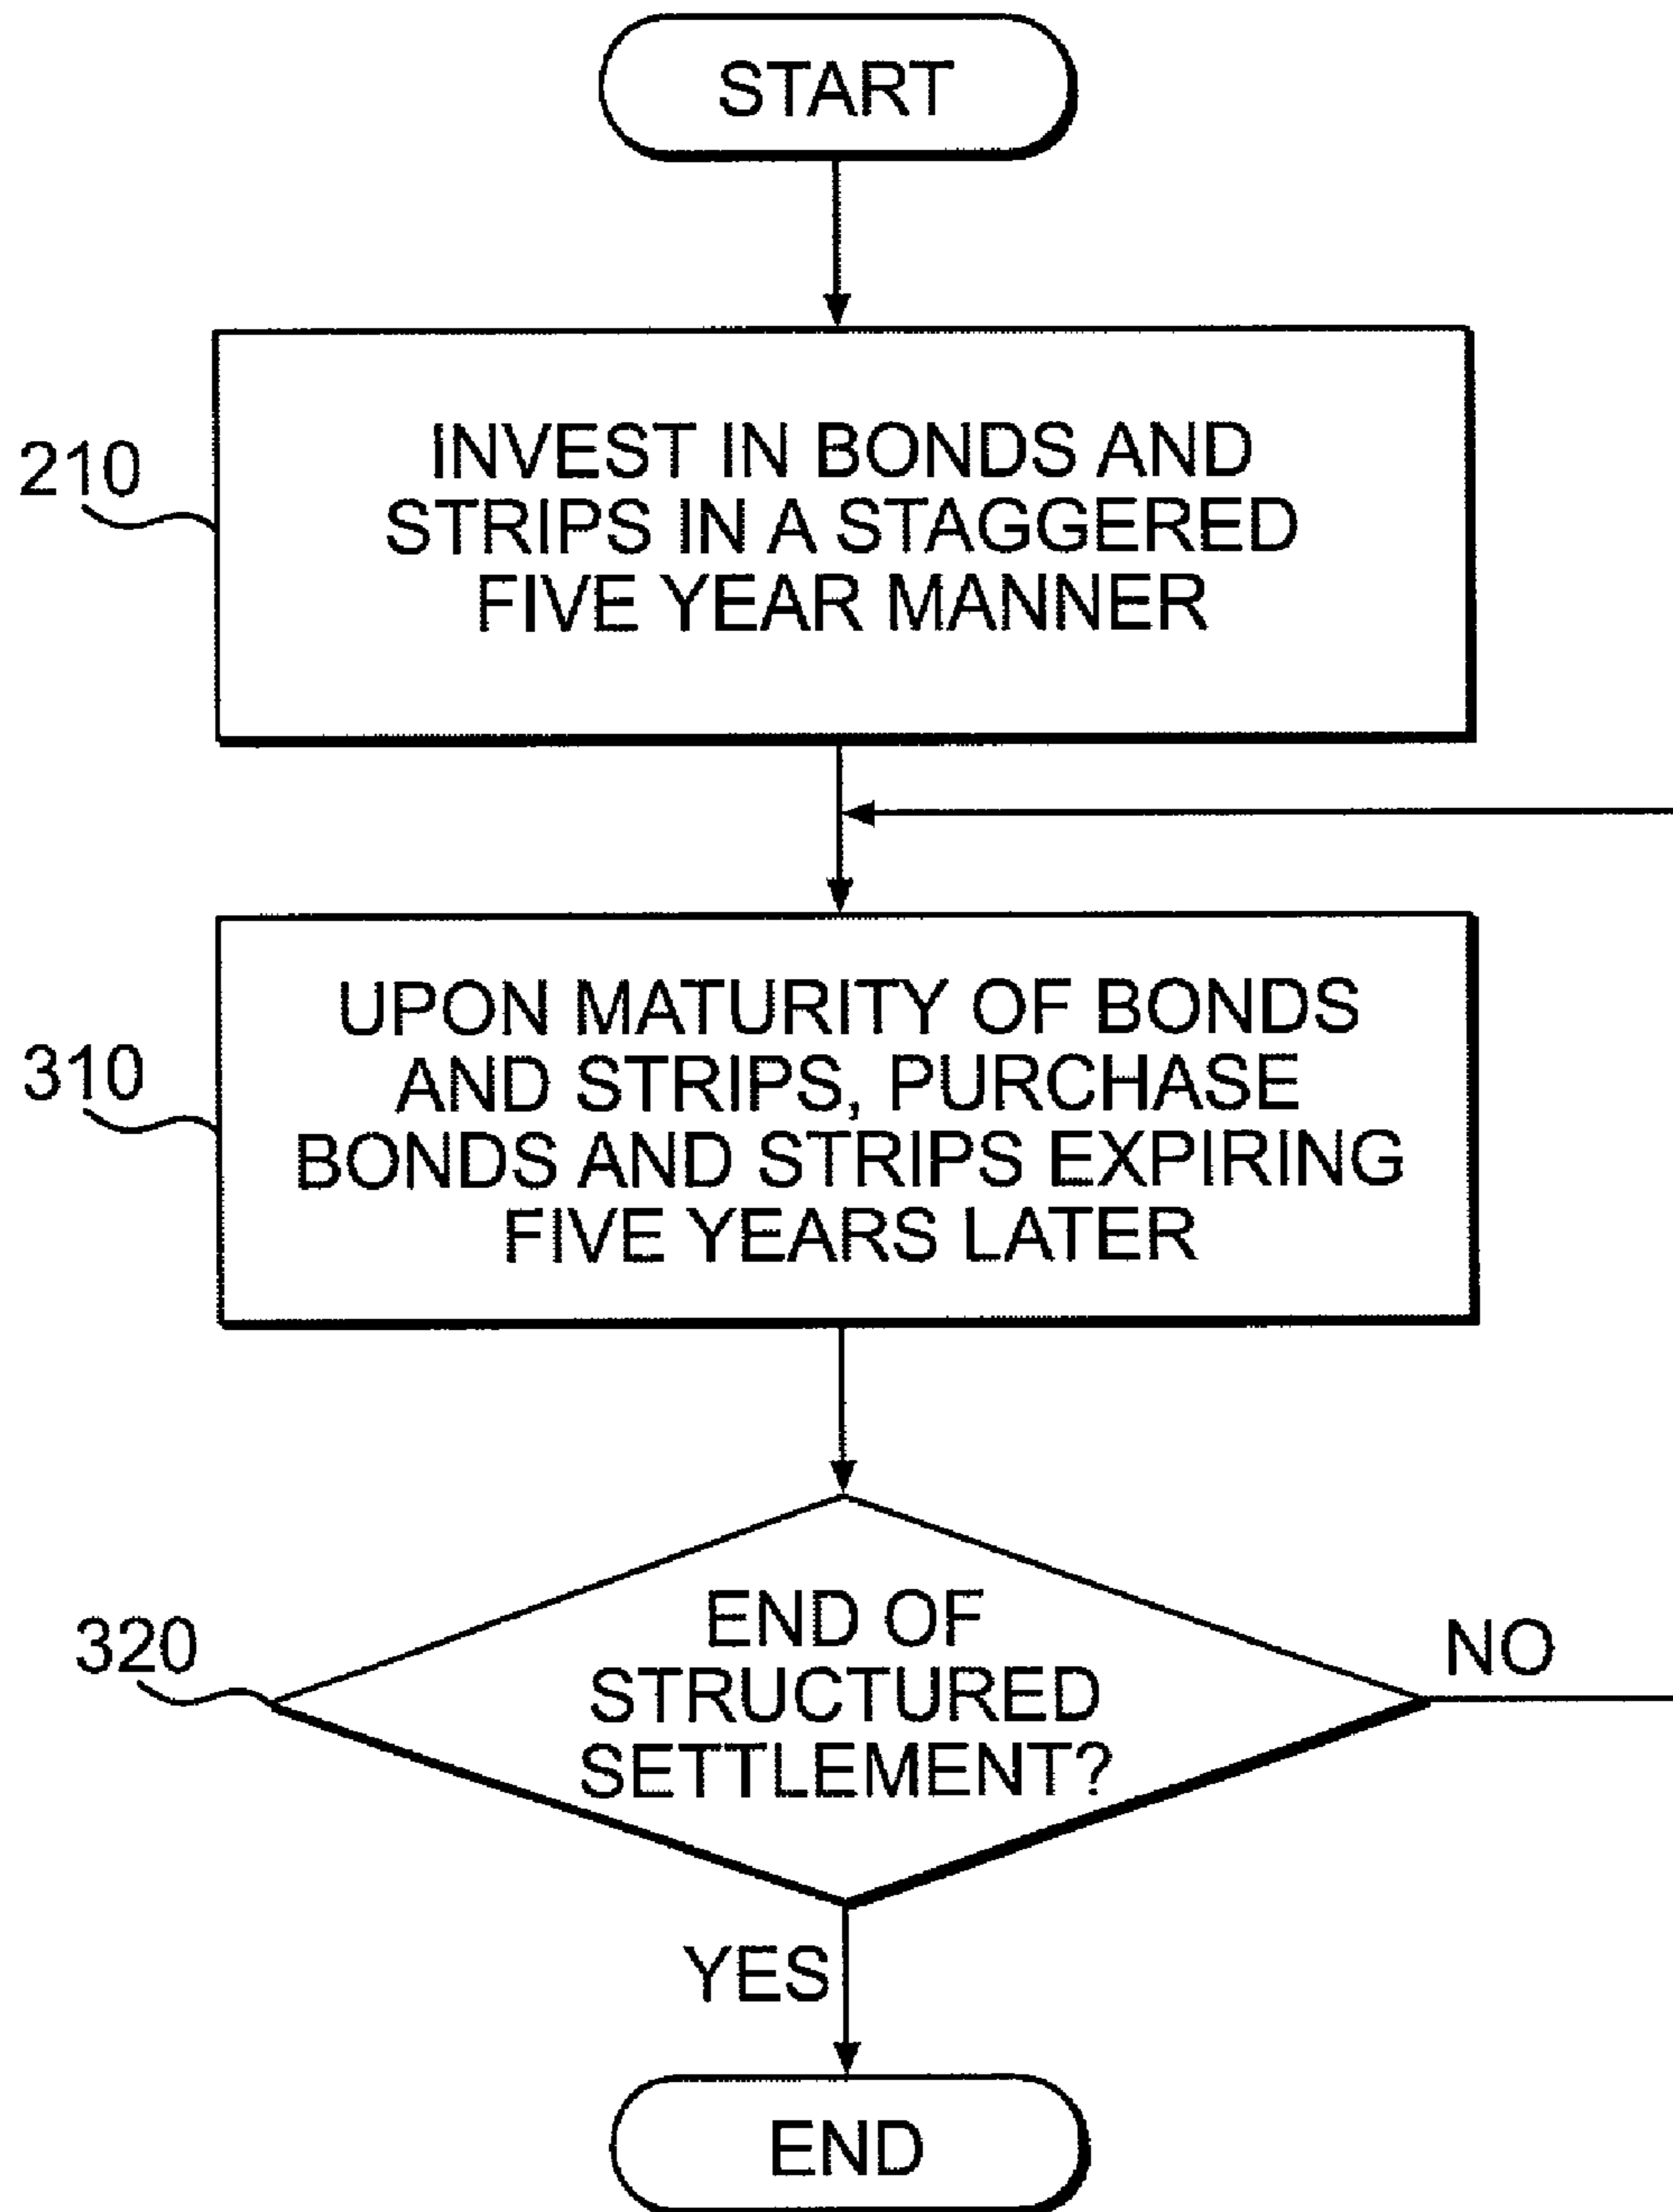 START
210
INVEST IN BONDS AND
STRIPS IN A STAGGERED
FIVE YEAR MANNER
310
UPON MATURITY OF BONDS
AND STRIPS, PURCHASE
BONDS AND STRIPS EXPIRING
FIVE YEARS LATER
320
END OF
STRUCTURED
SETTLEMENT?
NO
YES
END